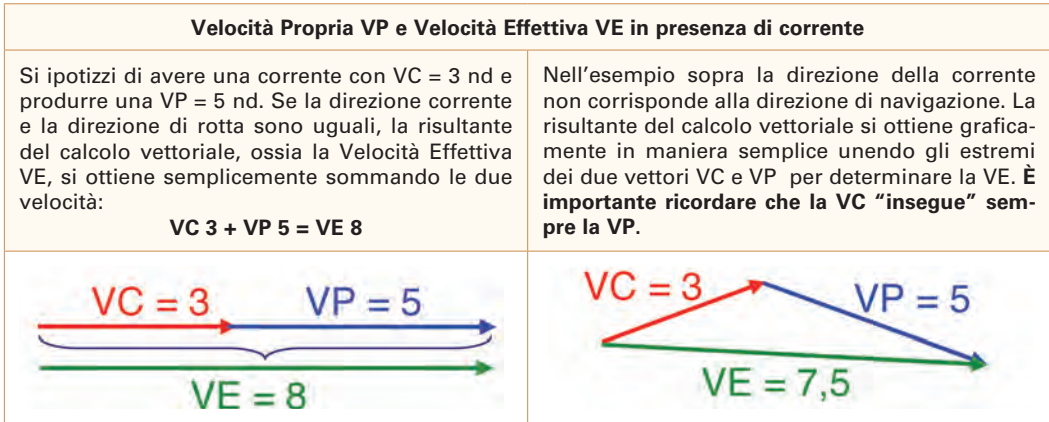 Velocità Propria VP e Velocità Effettiva VE in presenza di corrente
Si ipotizzi di avere una corrente con VC = 3 nd e
produrre una VP = 5 nd. Se la direzione corrente
e la direzione di rotta sono uguali, la risultante
del calcolo vettoriale, ossia la Velocità Effettiva
VE, si ottiene semplicemente sommando le due
velocità:
VC 3 + VP 5 = VE 8
Nell'esempio sopra la direzione della corrente
non corrisponde alla direzione di navigazione. La
risultante del calcolo vettoriale si ottiene grafica-
mente in maniera semplice unendo gli estremi
dei due vettori VC e VP per determinare la VE. È
importante ricordare che la VC “insegue” sem-
pre la VP.
VC = 3 VP = 5
VE = 8
VC = 3 VP = 5
VE = 7,5